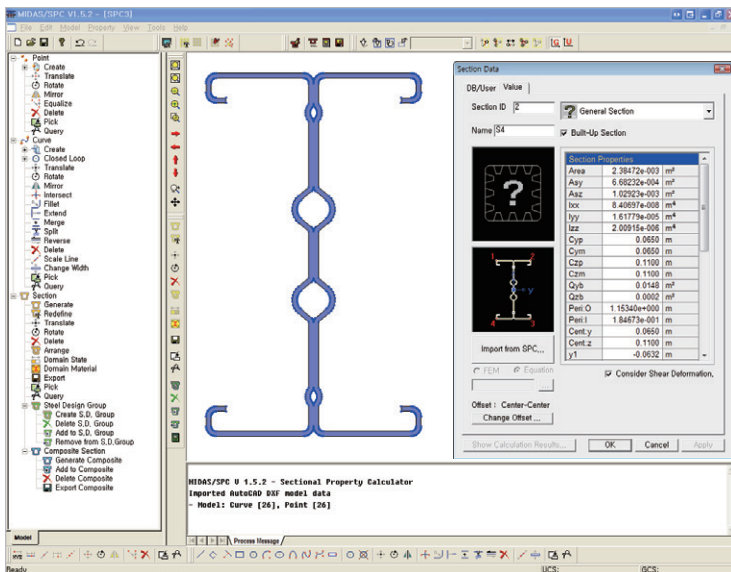 MIDAS/SPC V1.5.2 - [SPC3]
File Edit Model Property View Tools Help
Point
Create
Translate
Rotate
Mirror
Equalize
Delete
Pick
Query
Curve
Create
Closed Loop
Translate
Rotate
Mirror
Intersect
Fillet
Extend
Merge
Split
Reverse
Delete
Scale Line
Change Width
Pick
Query
Section
Generate
Redefine
Translate
Rotate
Delete
Arrange
Domain State
Domain Material
Export
Pick
Query
Steel Design Group
Create S,D, Group
Delete S,D, Group
Add to S,D, Group
Remove from S,D,Group
Composite Section
Generate Composite
Add to Composite
Delete Composite
Export Composite
Model
Section Data
DB/User Value
Section ID 2
? General Section
Name S4
Built-Up Section
?
Section Properties
Area 2.38472e-003 m²
Asy 6.68232e-004 m²
Asz 1.02923e-003 m²
Ixx 8.40697e-008 m⁴
Iyy 1.61779e-005 m⁴
Izz 2.00915e-006 m⁴
Cyp 0.0650 m
Cym 0.0650 m
Czp 0.1100 m
Czm 0.1100 m
Qyb 0.0148 m²
Qzb 0.0002 m²
Peri:O 1.15340e+000 m
Peri:I 1.84673e-001 m
Cent:y 0.0650 m
Cent:z 0.1100 m
y1 -0.0632 m
1 2
y
4 3
Import from SPC,,,
FEM Equation
...
Consider Shear Deformation,
Offset : Center-Center
Change Offset ...
Show Calculation Results...
OK Cancel Apply
MIDAS/SPC V 1.5.2 - Sectional Property Calculator
Imported AutoCAD DXF model data
- Model: Curve [26], Point [26]
Process Message
Ready
UCS: GCS: